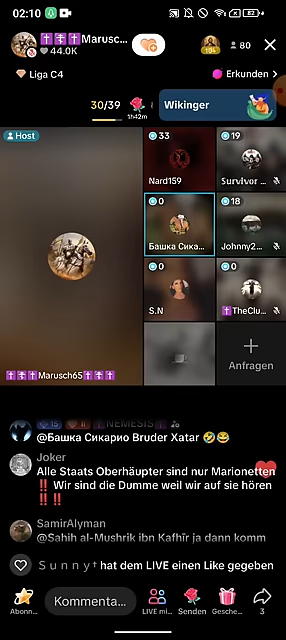 02:10
✝️✝️✝️Marusc...
44.0K
80
Liga C4
Erkunden
30/39
1h42m
Wikinger
Host
33
Nard159
19
Survivor ...
0
Башка Сика...
18
Johnny2...
0
S.N
0
✝️TheClu...
Anfragen
✝️✝️✝️Marusch65✝️✝️✝️
15 ✝️NEMESIS✝️
@Башка Сикарио Bruder Xatar 🤣😂
Joker
Alle Staats Oberhäupter sind nur Marionetten
‼️ Wir sind die Dumme weil wir auf sie hören
‼️ ‼️
SamirAlyman
@Sahih al-Mushrik ibn Kafhir ja dann komm
S u n n y ✝ hat dem LIVE einen Like gegeben
Abonn...
Kommenta...
LIVE mi...
Senden
Gesche...
3